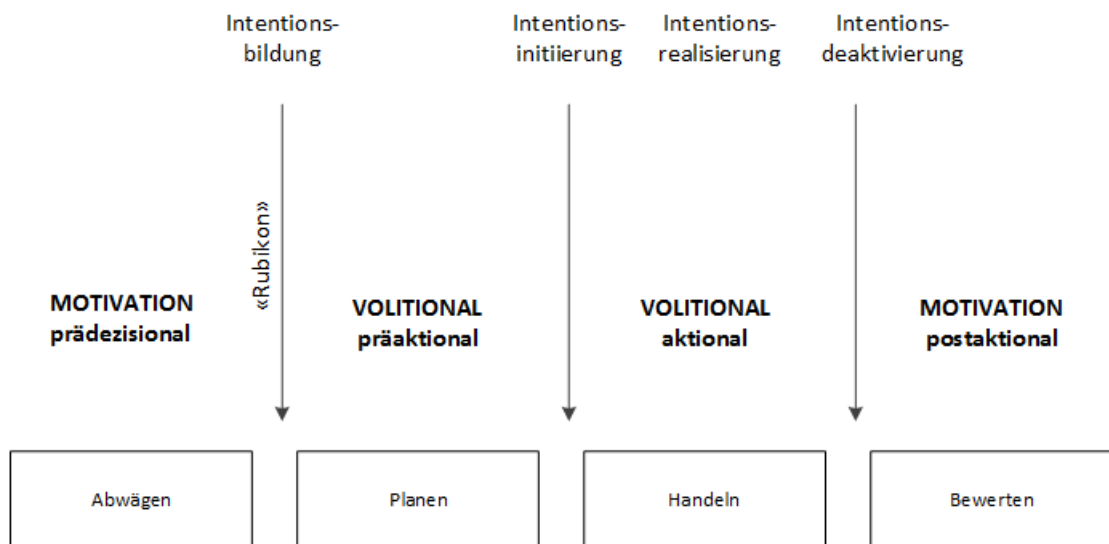 Intentions-
bildung
Intentions-
initiierung
Intentions-
realisierung
Intentions-
deaktivierung
«Rubikon»
MOTIVATION
prädezisional
VOLITIONAL
präaktional
VOLITIONAL
aktional
MOTIVATION
postaktional
Abwägen
Planen
Handeln
Bewerten